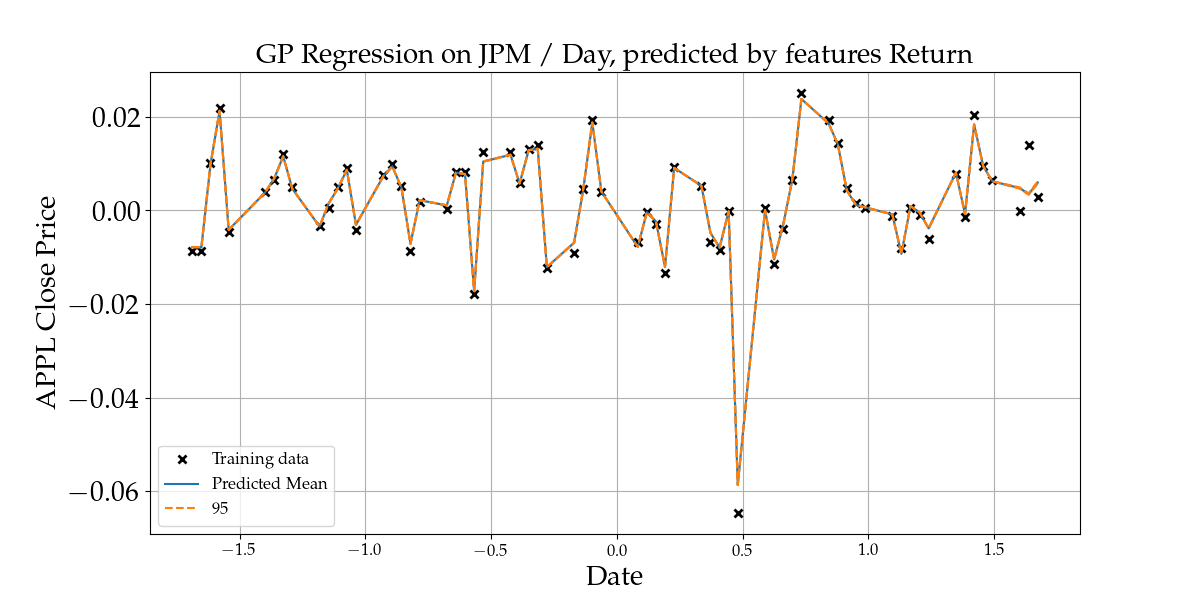 GP Regression on JPM / Day, predicted by features Return
APPL Close Price
0.02
0.00
−0.02
−0.04
−0.06
Training data
Predicted Mean
95
−1.5
−1.0
−0.5
0.0
0.5
1.0
1.5
Date